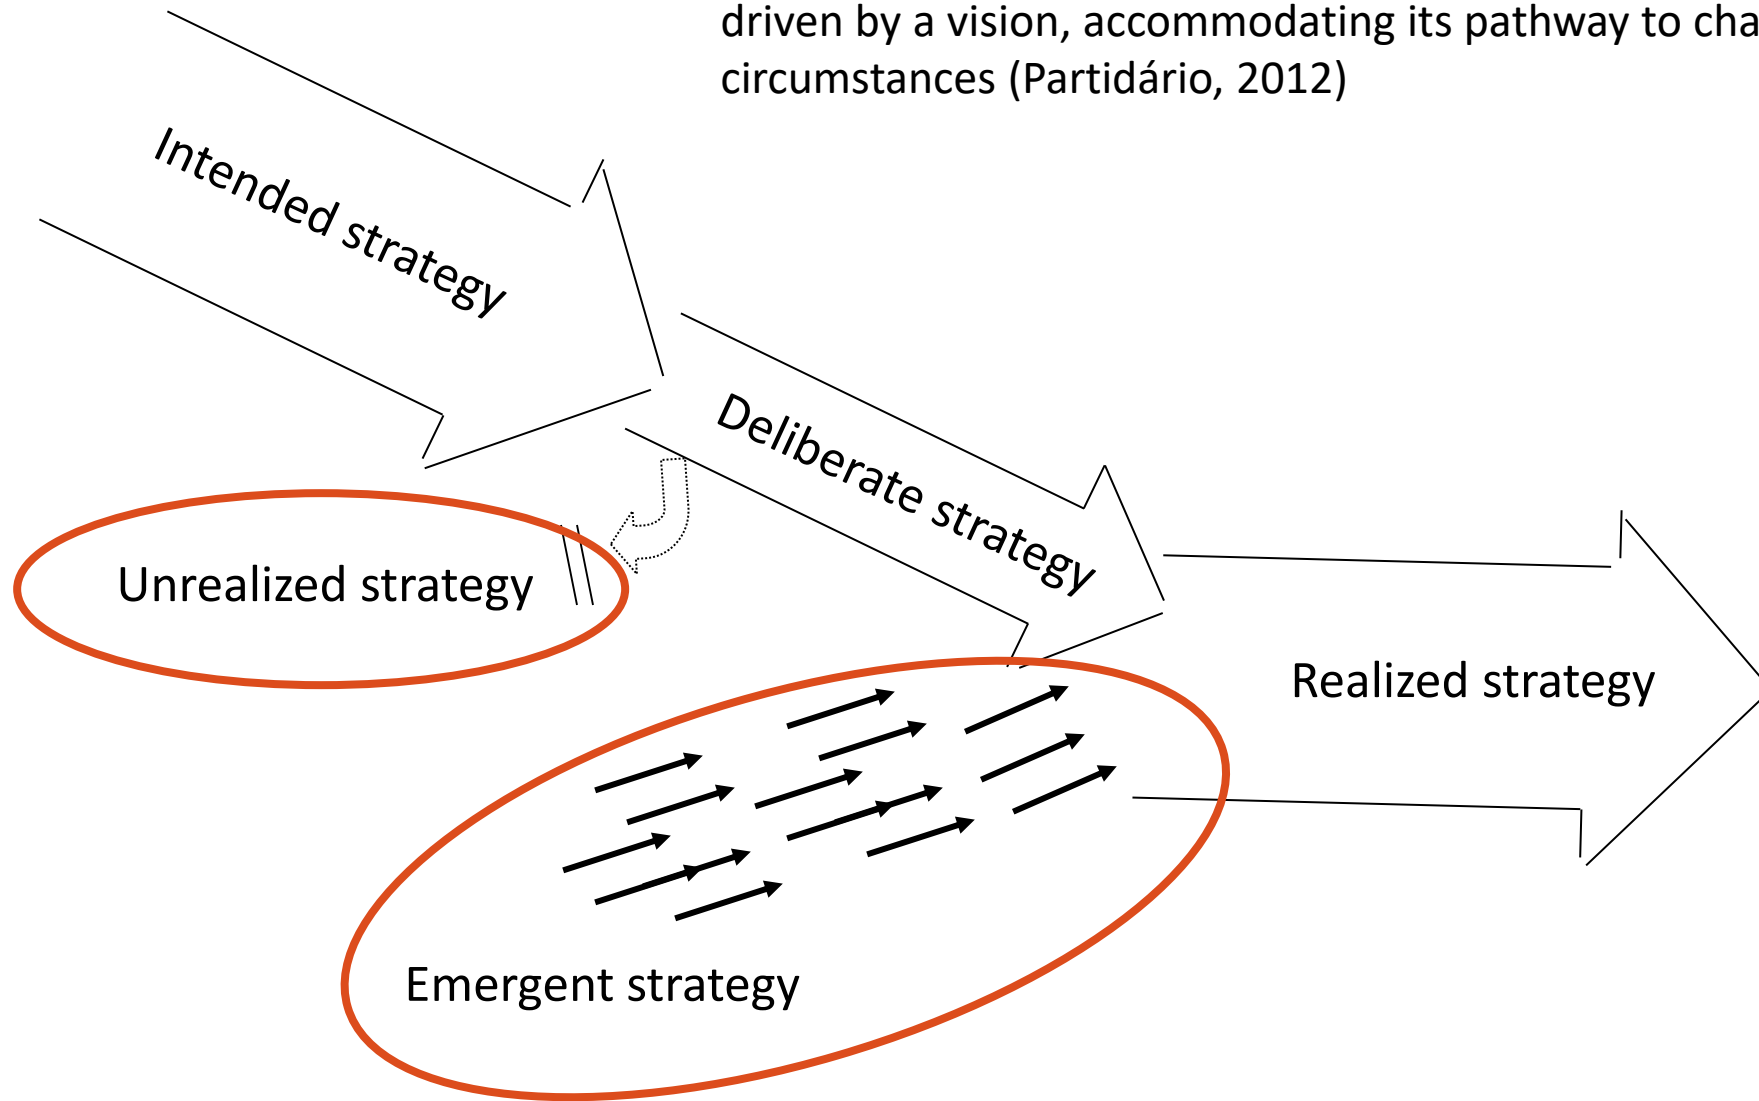 driven by a vision, accommodating its pathway to cha
circumstances (Partidário, 2012)
Intended strategy
Deliberate strategy
Unrealized strategy
Realized strategy
Emergent strategy